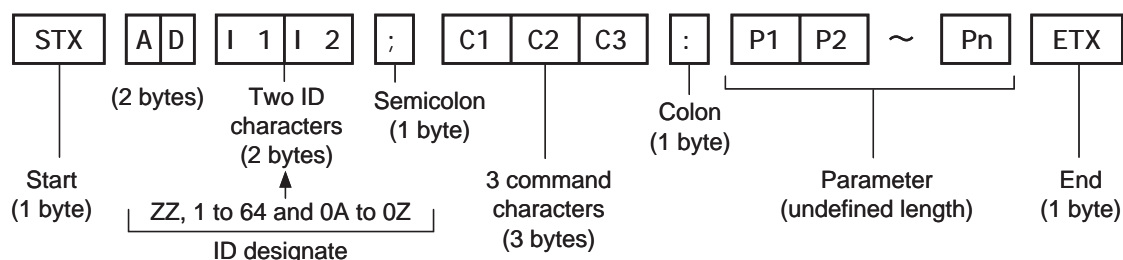 STX A D I 1 I 2 ; C1 C2 C3 : P1 P2 ～ Pn ETX
(2 bytes)
Two ID
characters
(2 bytes)
Semicolon
(1 byte)
Colon
(1 byte)
Start
(1 byte)
ZZ, 1 to 64 and 0A to 0Z
ID designate
3 command
characters
(3 bytes)
Parameter
(undefined length)
End
(1 byte)